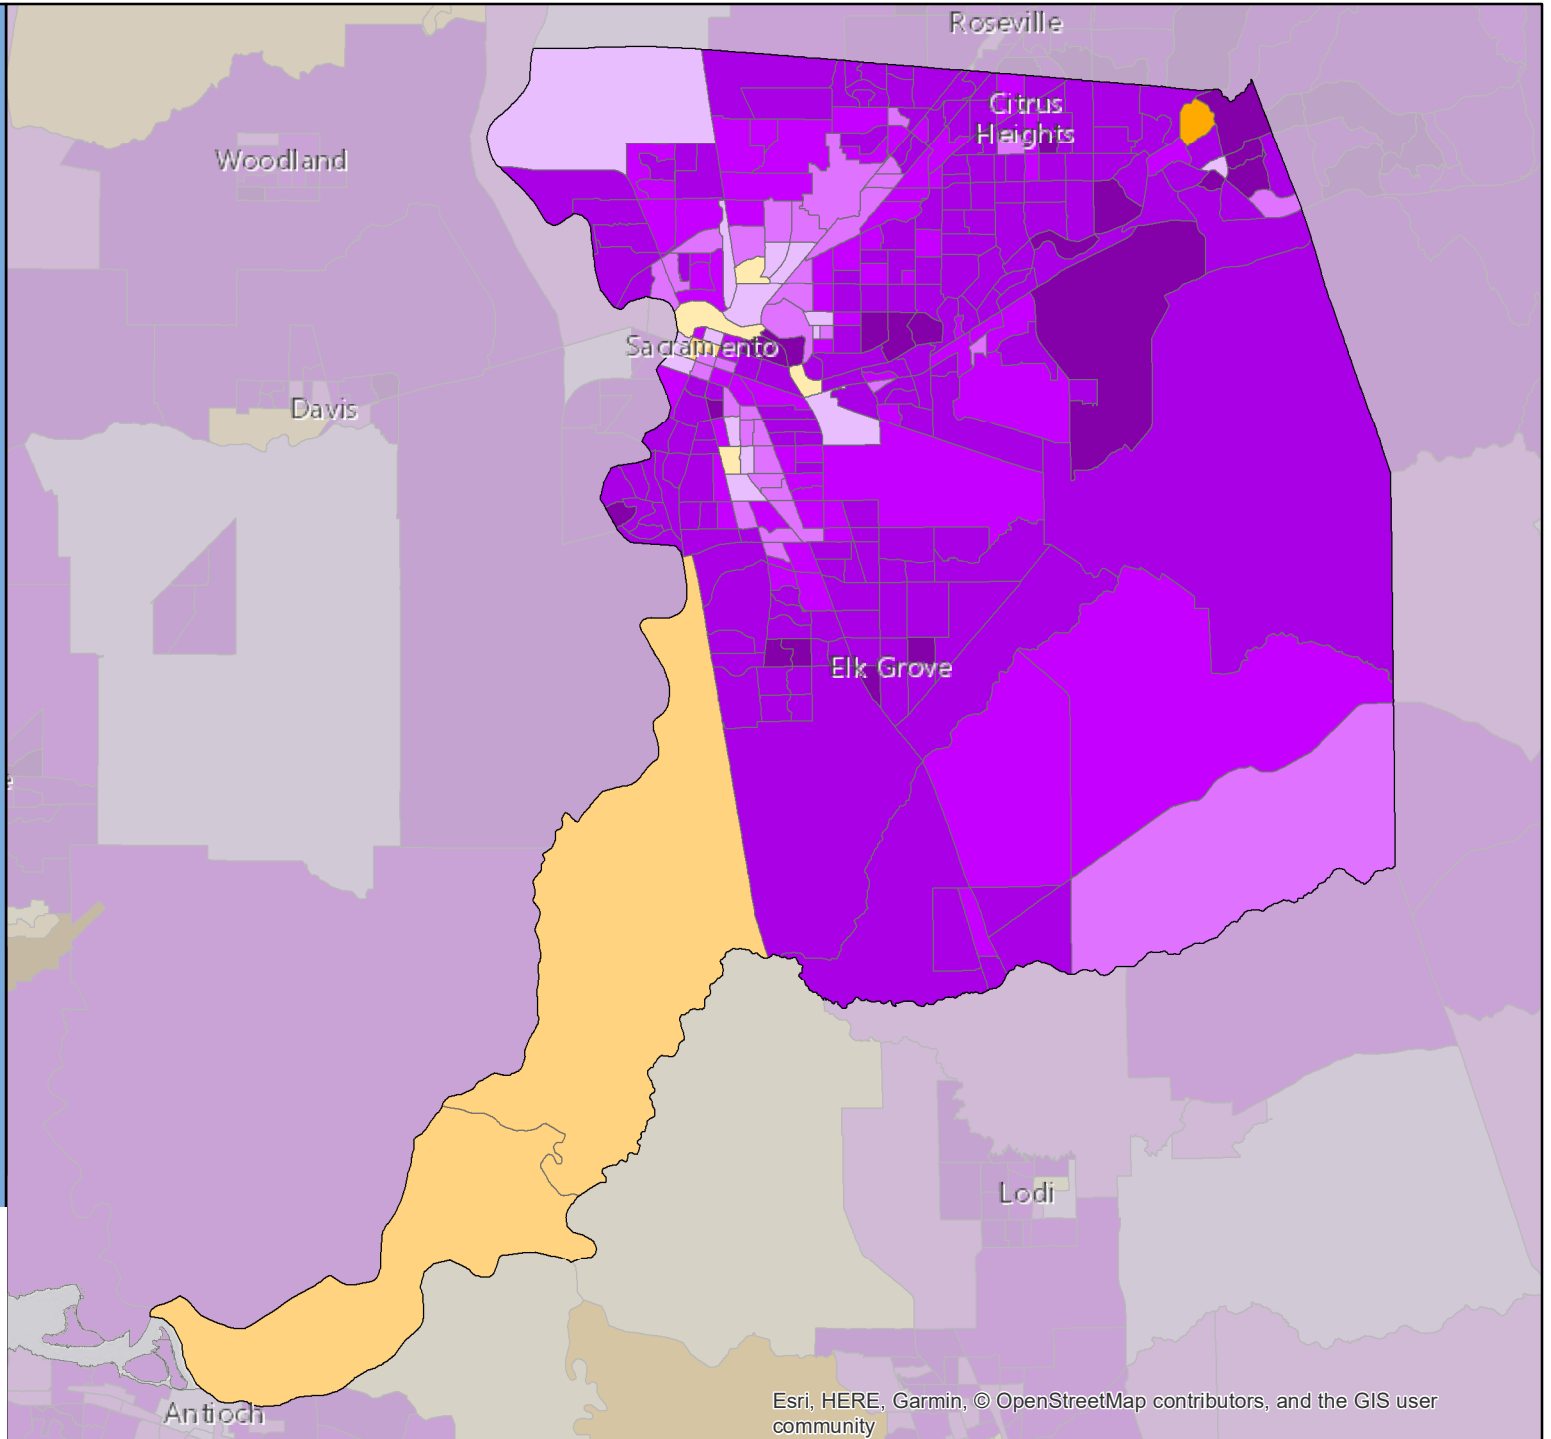 Roseville
Citrus
Heights
Woodland
Sacramento
Davis
Elk Grove
Lodi
Antioch
Esri, HERE, Garmin, © OpenStreetMap contributors, and the GIS user
community